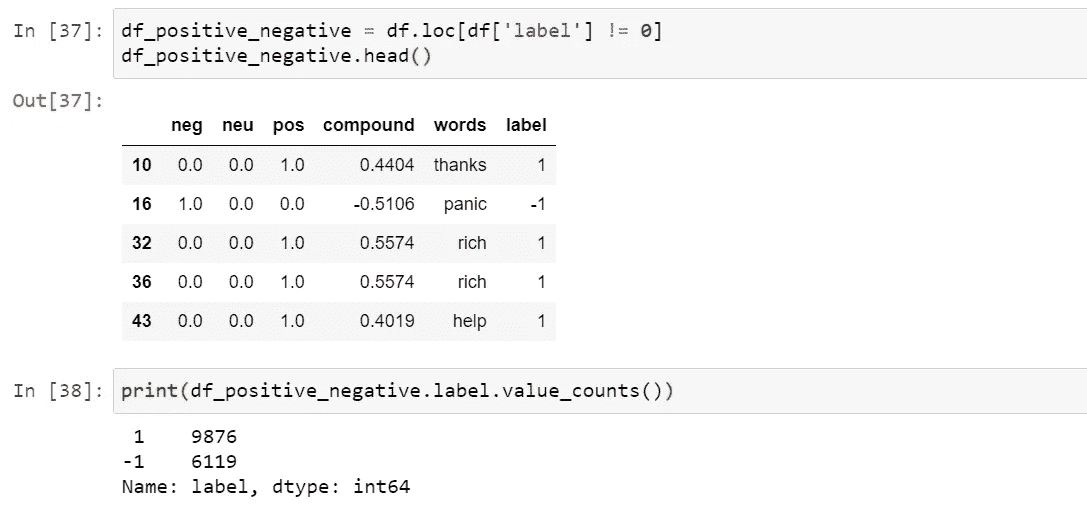 In [37]: df_positive_negative = df.loc[df['label'] != 0]
df_positive_negative.head()
Out[37]:
neg neu pos compound words label
10 0.0 0.0 1.0 0.4404 thanks 1
16 1.0 0.0 0.0 -0.5106 panic -1
32 0.0 0.0 1.0 0.5574 rich 1
36 0.0 0.0 1.0 0.5574 rich 1
43 0.0 0.0 1.0 0.4019 help 1
In [38]: print(df_positive_negative.label.value_counts())
1 9876
-1 6119
Name: label, dtype: int64